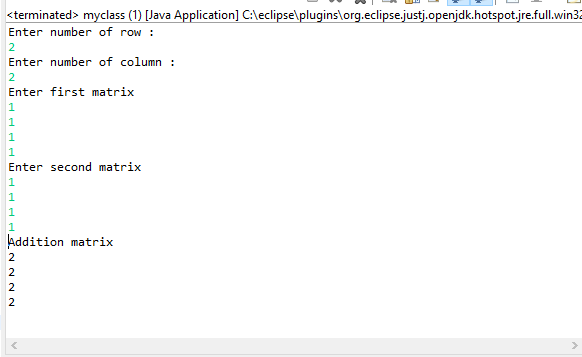 <terminated> myclass (1) [Java Application] C:\eclipse\plugins\org.eclipse.justj.openjdk.hotspot.jre.full.win32
Enter number of row :
2
Enter number of column :
2
Enter first matrix
1
1
1
1
Enter second matrix
1
1
1
1
Addition matrix
2
2
2
2